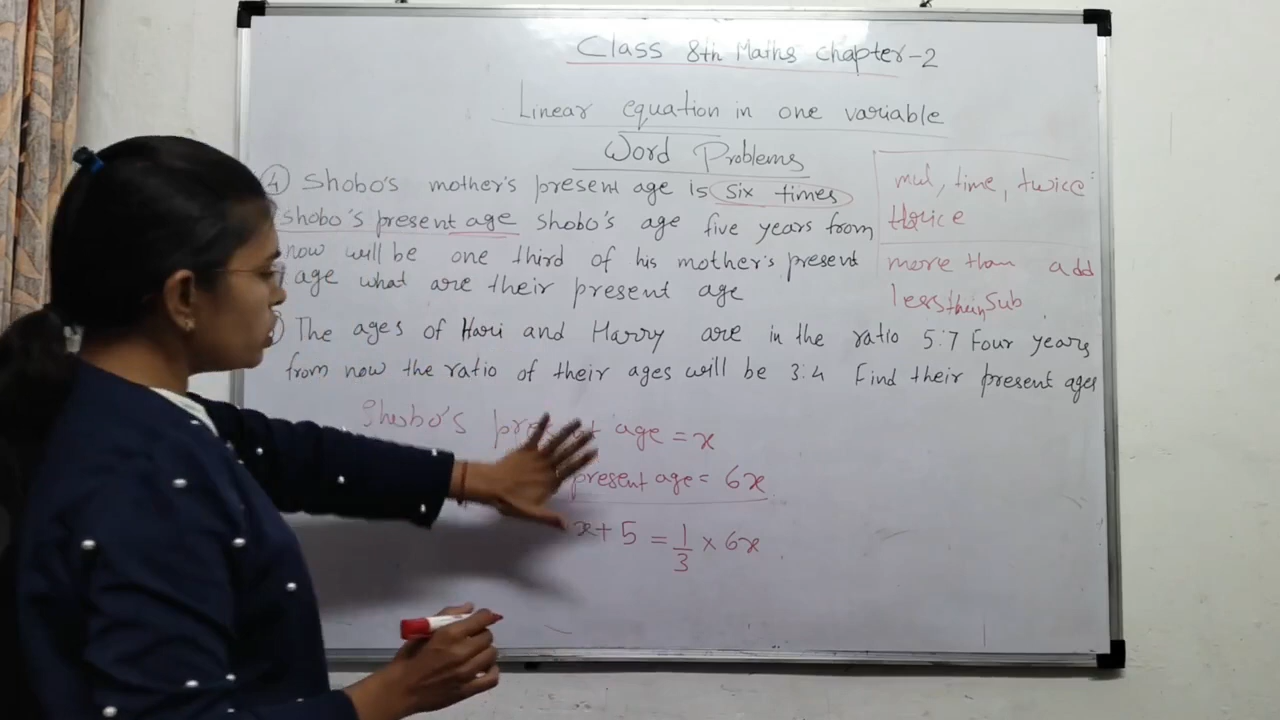 Class 8th Maths Chapter-2
Linear equation in one variable
Word Problems
④ Shobo's mother's present age is six times
shobo's present age shobo's age five years from
now will be one third of his mother's present
age what are their present age
The ages of Hari and Harry are in the ratio 5:7 Four years
from now the ratio of their ages will be 3:4 Find their present ages
mul, time, twice
thrice
more than add
less then sub
Shobo's present age = x
present age = 6x
x+5 = 1/3 × 6x